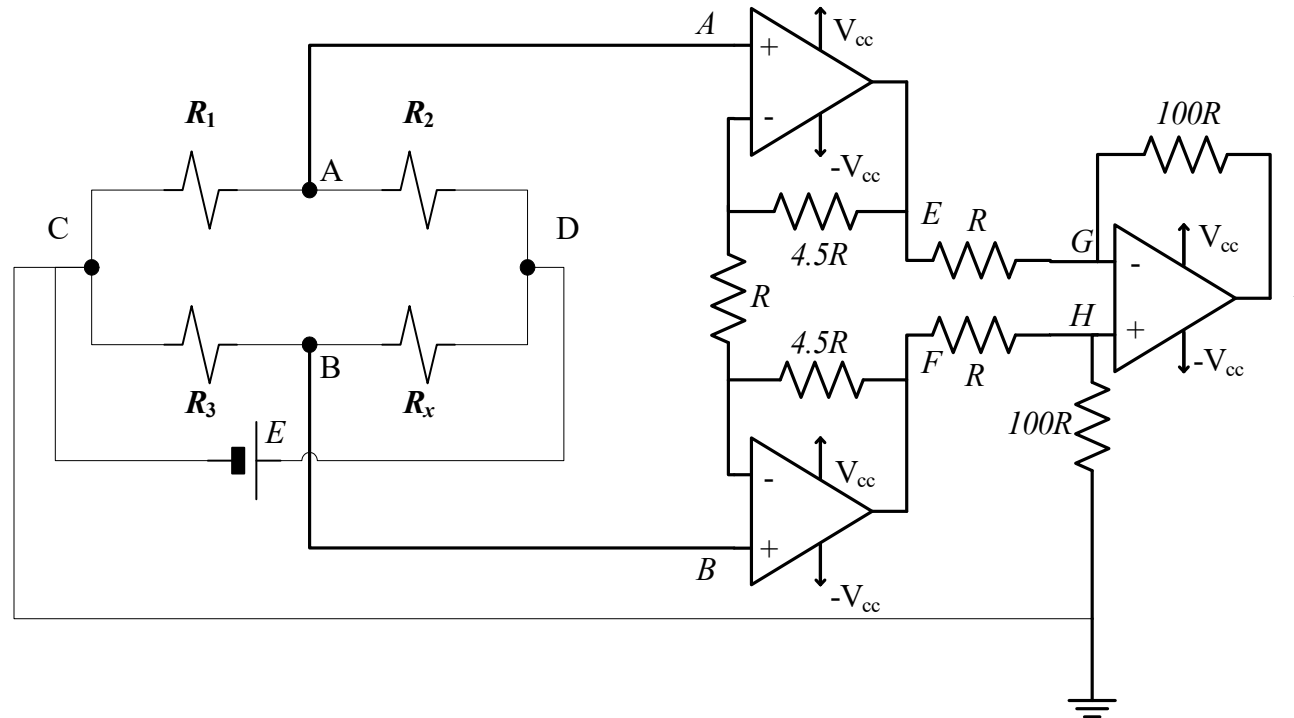 A
+
V_cc
-
-V_cc
R_1
R_2
100R
A
C
D
E
R
4.5R
G
V_cc
-
R
H
+
4.5R
F
R
-V_cc
B
R_3
R_x
100R
E
V_cc
-
+
B
-V_cc